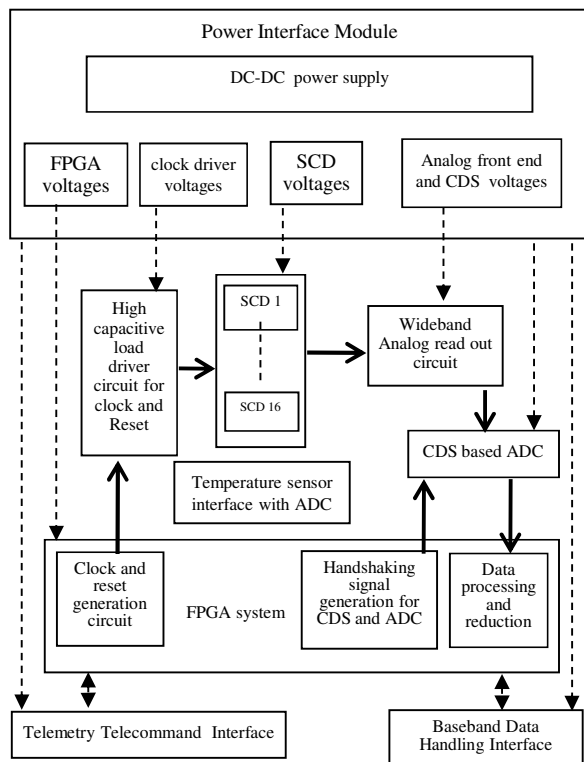 Power Interface Module
DC-DC power supply
FPGA
voltages
clock driver
voltages
SCD
voltages
Analog front end
and CDS voltages
High
capacitive
load
driver
circuit for
clock and
Reset
SCD 1
SCD 16
Wideband
Analog read out
circuit
CDS based ADC
Temperature sensor
interface with ADC
Clock and
reset
generation
circuit
FPGA system
Handshaking
signal
generation for
CDS and ADC
Data
processing
and
reduction
Telemetry Telecommand Interface
Baseband Data
Handling Interface